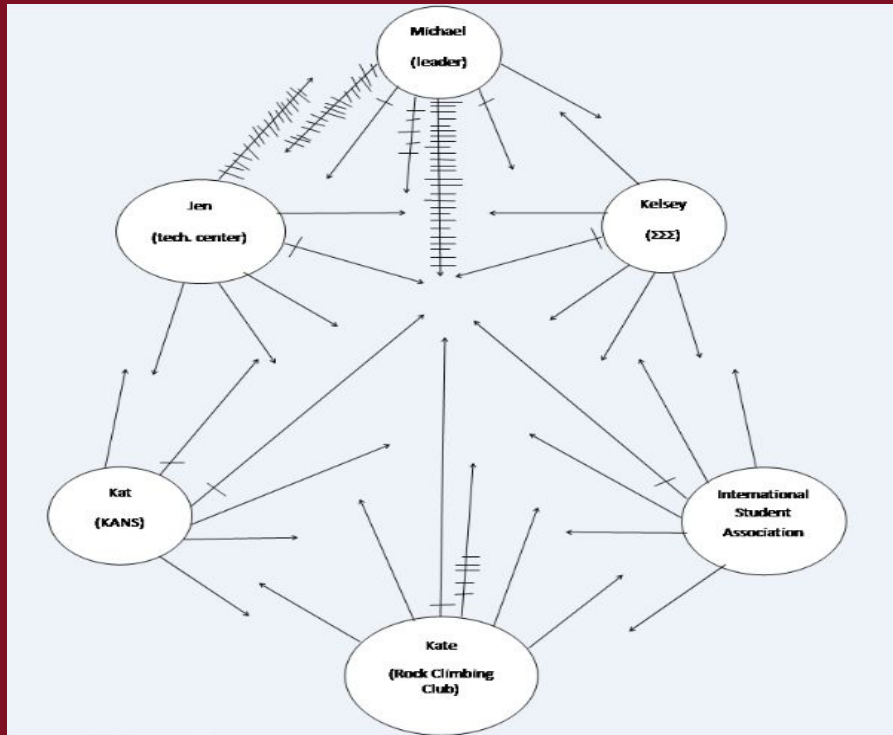 Michael
(leader)
Jen
(tech. center)
Kelsey
(ΣΣΣ)
Kat
(KANS)
International
Student
Association
Kate
(Rock Climbing
Club)